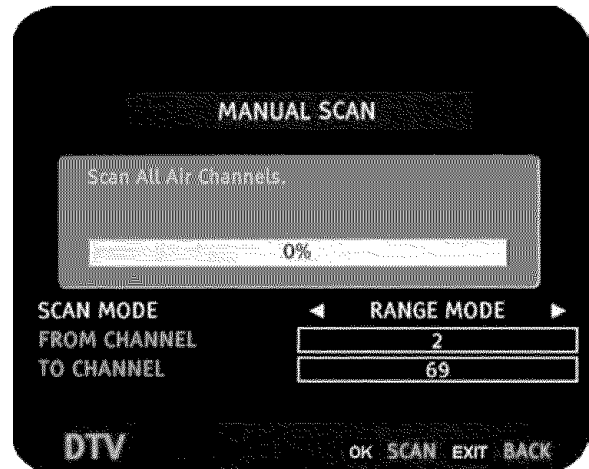 MANUAL SCAN
Scan All Air Channels.
0%
SCAN MODE ◀ RANGE MODE ▶
FROM CHANNEL 2
TO CHANNEL 69
DTV OK SCAN EXIT BACK